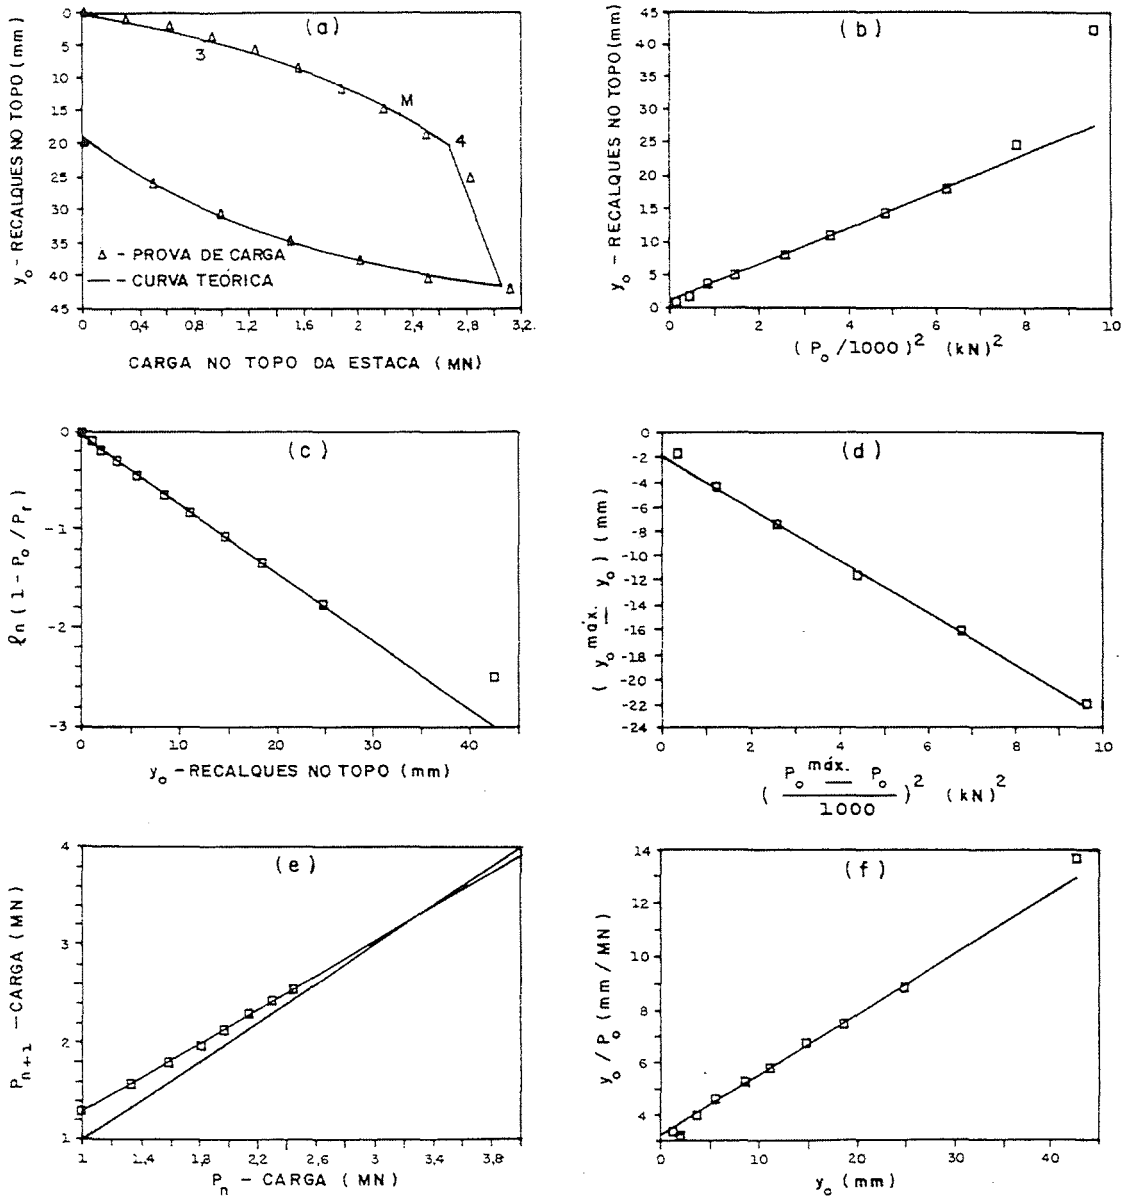 (a)
y₀ - RECALQUES NO TOPO (mm)
0
5
10
15
20
25
30
35
40
45
3
M
4
△ - PROVA DE CARGA
— - CURVA TEÓRICA
0 0,4 0,8 1,2 1,6 2 2,4 2,8 3,2.
CARGA NO TOPO DA ESTACA (MN)
(b)
y₀ - RECALQUES NO TOPO (mm)
45
40
35
30
25
20
15
10
5
0
0 2 4 6 8 10
(P₀/1000)² (kN)²
(c)
ℓn (1 - P₀ / Pf)
0
-1
-2
-3
0 10 20 30 40
y₀ - RECALQUES NO TOPO (mm)
(d)
(y₀ máx. — y₀) (mm)
0
-2
-4
-6
-8
-10
-12
-14
-16
-18
-20
-22
-24
0 2 4 6 8 10
(P₀ máx. — P₀ / 1000)² (kN)²
(e)
Pn+1 - CARGA (MN)
4
3
2
1
1 1,4 1,8 2,2 2,6 3 3,4 3,8
Pn - CARGA (MN)
(f)
y₀ / P₀ (mm / MN)
14
12
10
8
6
4
0 10 20 30 40
y₀ (mm)